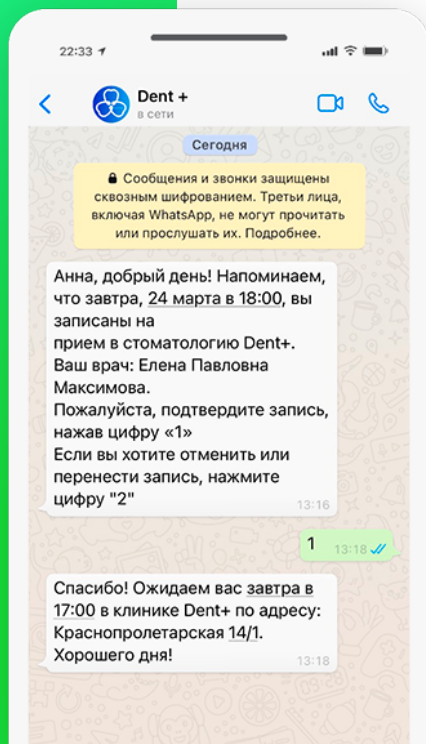 22:33
Dent +
в сети
Сегодня
Сообщения и звонки защищены
сквозным шифрованием. Третьи лица,
включая WhatsApp, не могут прочитать
или прослушать их. Подробнее.
Анна, добрый день! Напоминаем,
что завтра, 24 марта в 18:00, вы
записаны на
прием в стоматологию Dent+.
Ваш врач: Елена Павловна
Максимова.
Пожалуйста, подтвердите запись,
нажав цифру «1»
Если вы хотите отменить или
перенести запись, нажмите
цифру "2"
13:16
1 13:18
Спасибо! Ожидаем вас завтра в
17:00 в клинике Dent+ по адресу:
Краснопролетарская 14/1.
Хорошего дня!
13:18